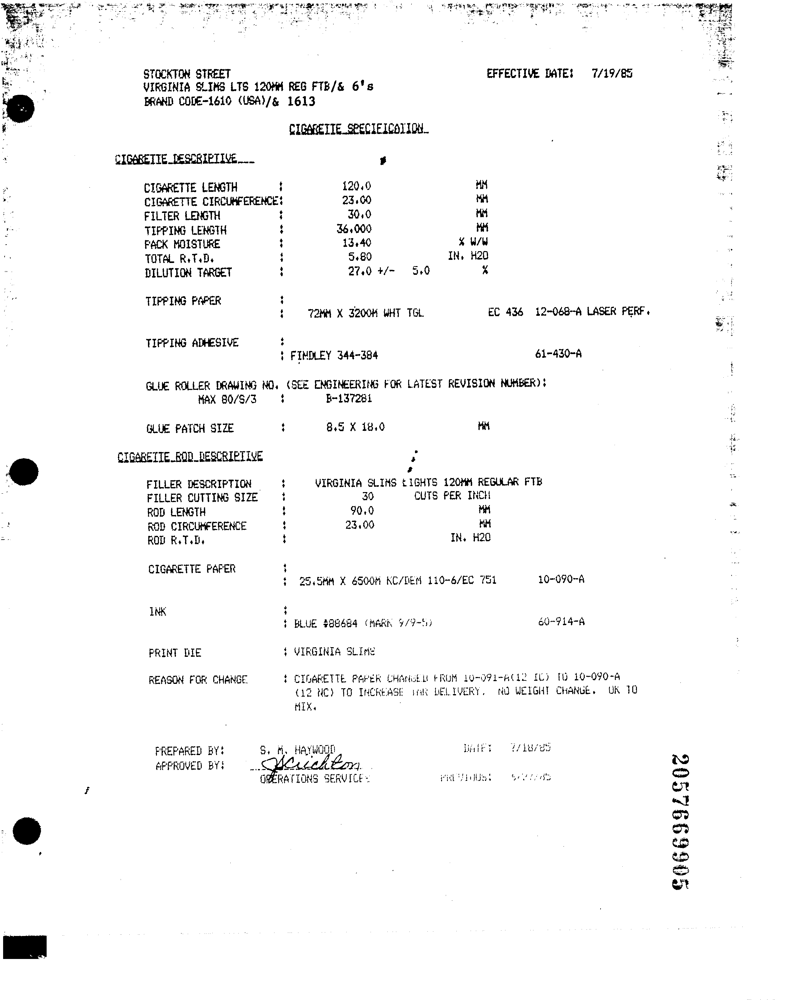 STOCKTON STREET EFFECTIVE DATE: 7/19/85
VIRGINIA SLIMS LTS 120MM REG FTB/& 6's
BRAND CODE-1610 (USA)/& 1613
CIGARETTE SPECIFICATION
CIGARETTE DESCRIPTIVE
CIGARETTE LENGTH : 120.0 MM
CIGARETTE CIRCUMFERENCE: 23.00 MM
FILTER LENGTH : 30.0 MM
TIPPING LENGTH : 36.000 MM
PACK MOISTURE : 13.40 % W/W
TOTAL R.T.D. : 5.80 IN. H2O
DILUTION TARGET : 27.0 +/- 5.0 %
TIPPING PAPER :
: 72MM X 3200M WHT TGL EC 436 12-068-A LASER PERF.
TIPPING ADHESIVE :
: FINDLEY 344-384 61-430-A
GLUE ROLLER DRAWING NO. (SEE ENGINEERING FOR LATEST REVISION NUMBER):
MAX 80/S/3 : B-137281
GLUE PATCH SIZE : 8.5 X 18.0 MM
CIGARETTE ROD DESCRIPTIVE
FILLER DESCRIPTION : VIRGINIA SLIMS LIGHTS 120MM REGULAR FTB
FILLER CUTTING SIZE : 30 CUTS PER INCH
ROD LENGTH : 90.0 MM
ROD CIRCUMFERENCE : 23.00 MM
ROD R.T.D. : IN. H2O
CIGARETTE PAPER :
: 25.5MM X 6500M KC/DEM 110-6/EC 751 10-090-A
INK :
: BLUE #88684 (MARK 9/9-5) 60-914-A
PRINT DIE : VIRGINIA SLIMS
REASON FOR CHANGE : CIGARETTE PAPER CHANGED FROM 10-091-A(12 IC) TO 10-090-A
(12 NC) TO INCREASE TAR DELIVERY. NO WEIGHT CHANGE. OK TO
MIX.
PREPARED BY: S. M. HAYWOOD DATE: 7/18/85
APPROVED BY: JScrichton
OPERATIONS SERVICES PREVIOUS: 5/27/85
2057669905